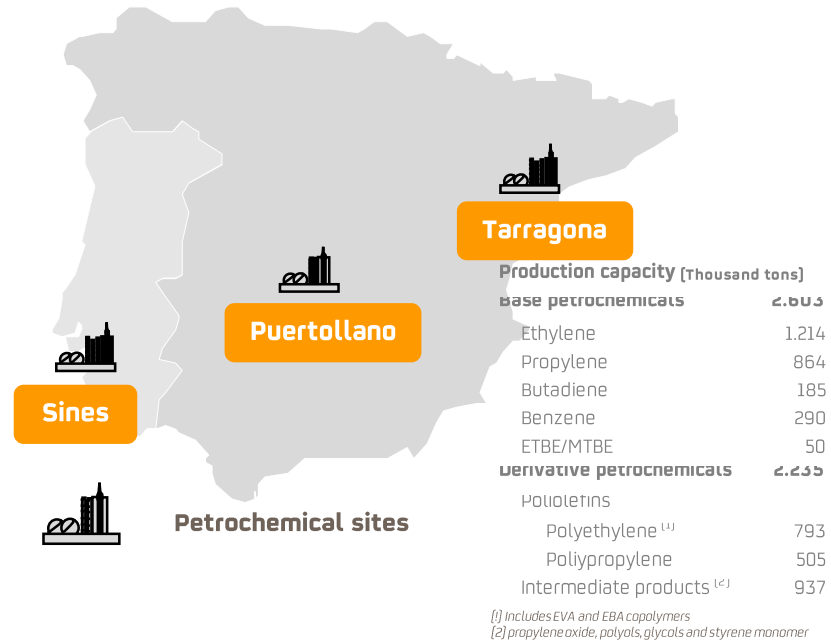 Tarragona
Production capacity (Thousand tons)
Base petrochemicals 2.603
Ethylene 1.214
Propylene 864
Puertollano
Butadiene 185
Benzene 290
Sines
ETBE/MTBE 50
Derivative petrochemicals 2.235
Poliolefins
Petrochemical sites
Polyethylene (1) 793
Poliypropylene 505
Intermediate products (2) 937
(1) Includes EVA and EBA copolymers
(2) propylene oxide, polyols, glycols and styrene monomer